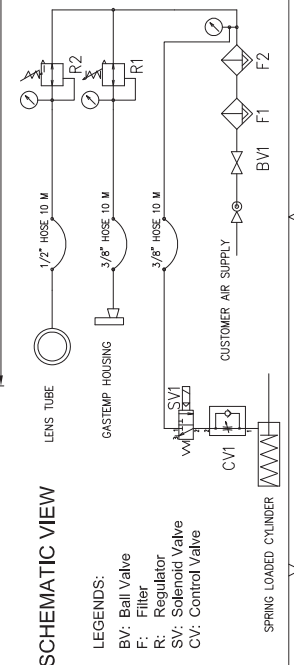 SCHEMATIC VIEW
LEGENDS:
BV: Ball Valve
F: Filter
R: Regulator
SV: Solenoid Valve
CV: Control Valve
LENS TUBE
1/2" HOSE 10 M
R2
GASTEMP HOUSING
3/8" HOSE 10 M
R1
3/8" HOSE 10 M
SV1
CV1
SPRING LOADED CYLINDER
CUSTOMER AIR SUPPLY
BV1
F1
F2